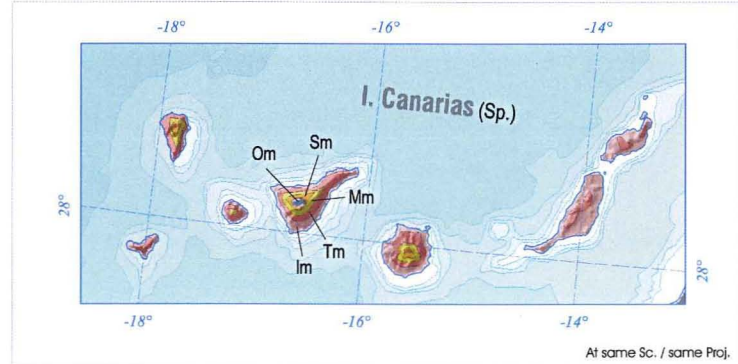 -18°
-16°
-14°
I. Canarias (Sp.)
Sm
Om
Mm
28°
Tm
Im
28°
-18°
-16°
-14°
At same Sc. / same Proj.